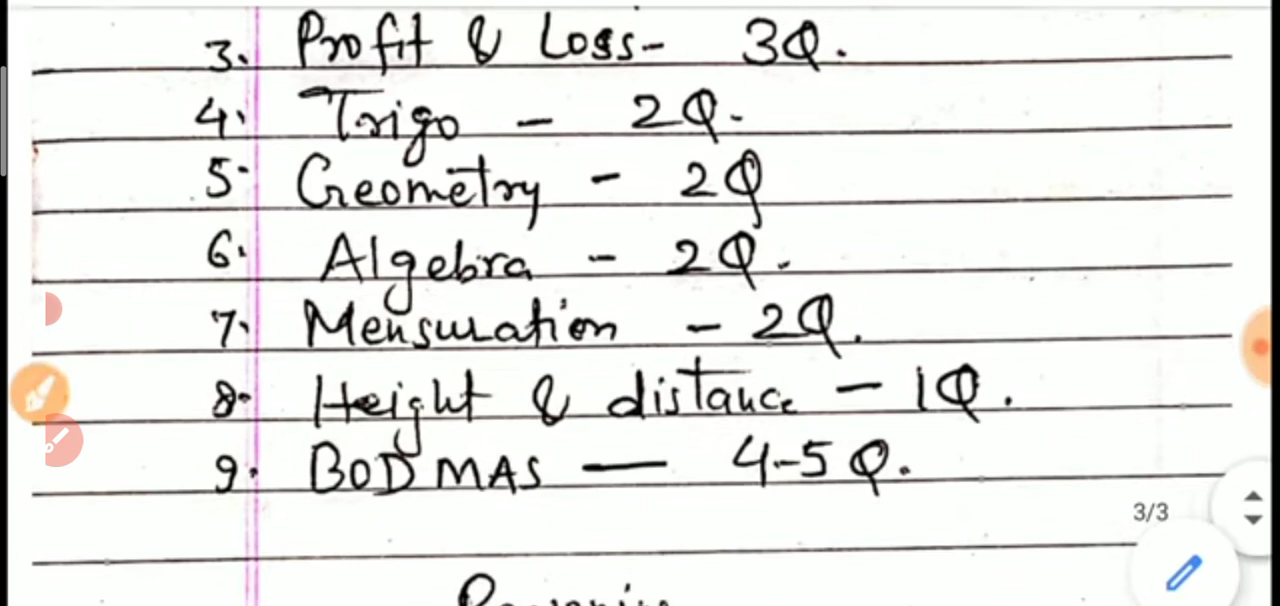 3. Profit & Loss- 3Q.
4. Trigo - 2Q.
5. Geometry - 2Q
6. Algebra - 2Q.
7. Mensuration - 2Q.
8. Height & distance - 1Q.
9. BODMAS — 4-5Q.
3/3